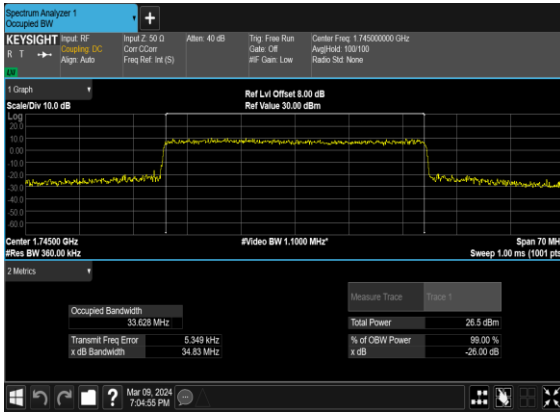 Spectrum Analyzer 1
Occupied BW
KEYSIGHT
R T
Input: RF
Coupling: DC
Align: Auto
Input Z: 50 Ω
Corr CCorr
Freq Ref: Int (S)
Atten: 40 dB
Trig: Free Run
Gate: Off
#IF Gain: Low
Center Freq: 1.745000000 GHz
Avg|Hold: 100/100
Radio Std: None
1 Graph
Scale/Div 10.0 dB
Ref Lvl Offset 8.00 dB
Ref Value 30.00 dBm
Log
20.0
10.0
0.00
-10.0
-20.0
-30.0
-40.0
-50.0
-60.0
Center 1.74500 GHz
#Res BW 360.00 kHz
#Video BW 1.1000 MHz*
Span 70 MH
Sweep 1.00 ms (1001 pts
2 Metrics
Measure Trace
Trace 1
Occupied Bandwidth
33.628 MHz
Total Power
26.5 dBm
Transmit Freq Error
5.349 kHz
% of OBW Power
99.00 %
x dB Bandwidth
34.83 MHz
x dB
-26.00 dB
Mar 09, 2024
7:04:55 PM